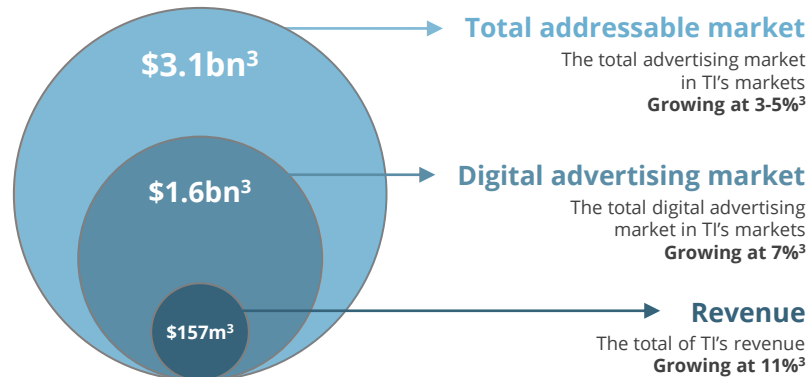 $3.1bn³
Total addressable market
The total advertising market
in TI’s markets
Growing at 3-5%³
$1.6bn³
Digital advertising market
The total digital advertising
market in TI’s markets
Growing at 7%³
$157m³
Revenue
The total of TI’s revenue
Growing at 11%³